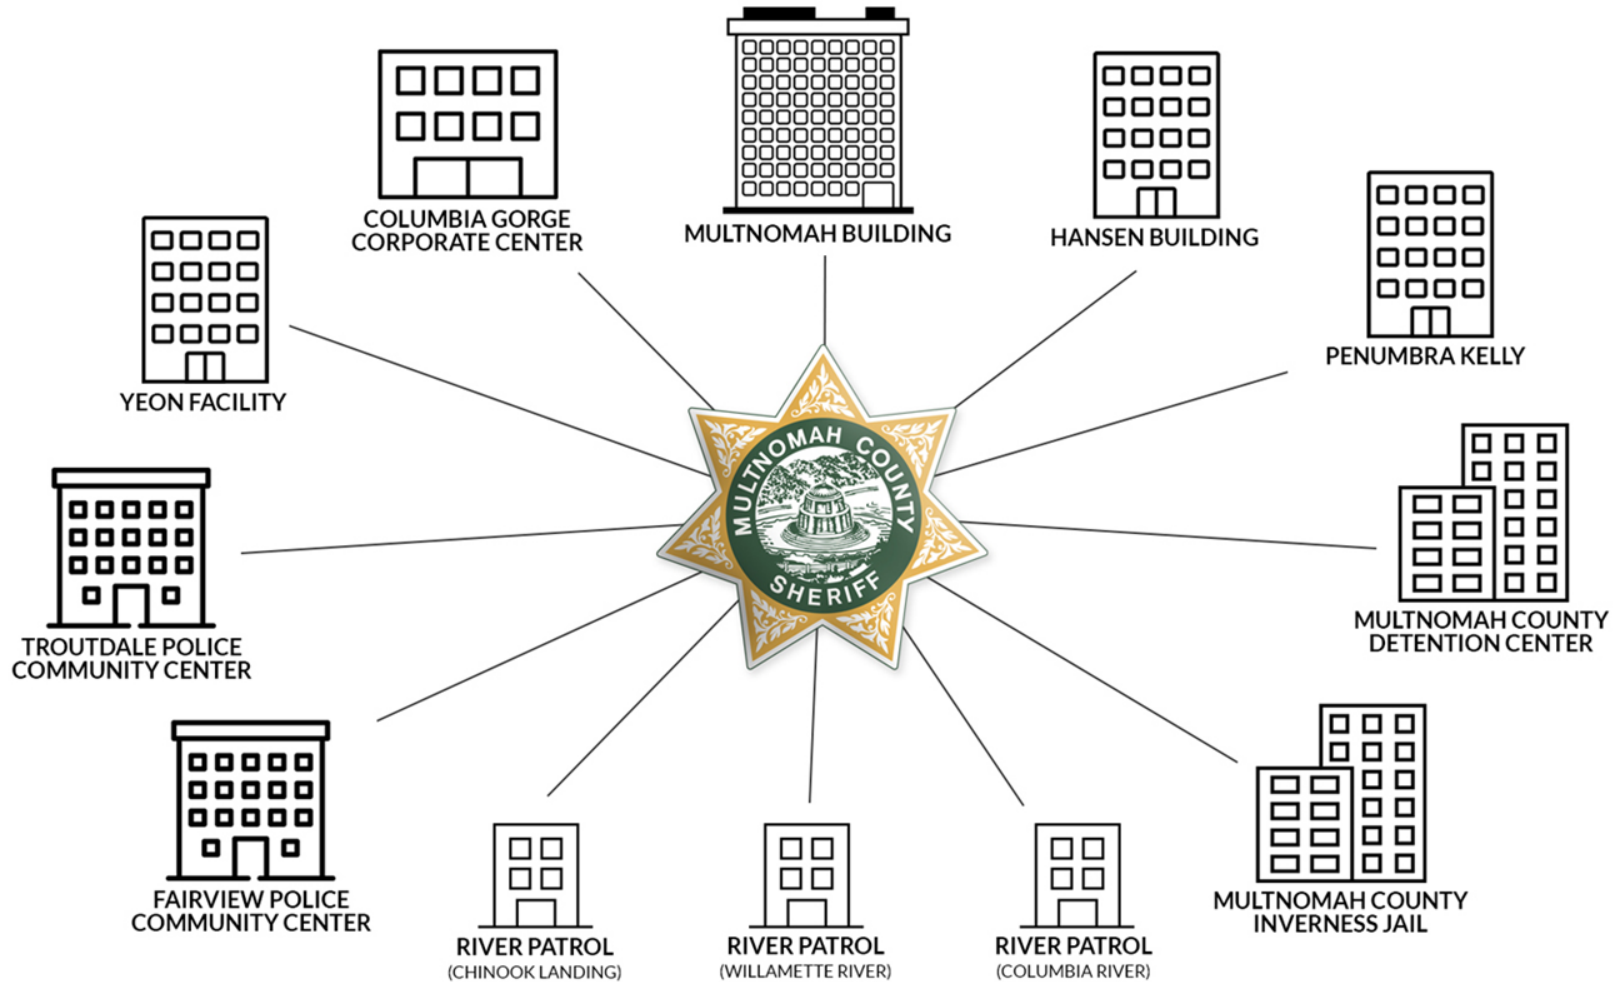 MULTNOMAH BUILDING
COLUMBIA GORGE
CORPORATE CENTER
HANSEN BUILDING
PENUMBRA KELLY
YEON FACILITY
MULTNOMAH COUNTY
SHERIFF
MULTNOMAH COUNTY
DETENTION CENTER
TROUTDALE POLICE
COMMUNITY CENTER
FAIRVIEW POLICE
COMMUNITY CENTER
RIVER PATROL
(CHINOOK LANDING)
RIVER PATROL
(WILLAMETTE RIVER)
RIVER PATROL
(COLUMBIA RIVER)
MULTNOMAH COUNTY
INVERNESS JAIL